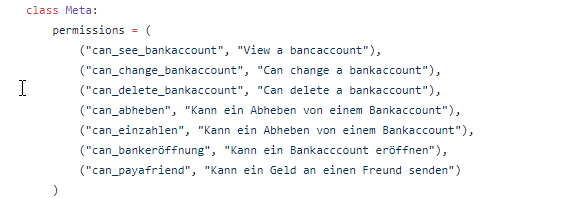 class Meta:
permissions = (
("can_see_bankaccount", "View a bancaccount"),
("can_change_bankaccount", "Can change a bankaccount"),
("can_delete_bankaccount", "Can delete a bankaccount"),
("can_abheben", "Kann ein Abheben von einem Bankaccount"),
("can_einzahlen", "Kann ein Abheben von einem Bankaccount"),
("can_bankeröffnung", "Kann ein Bankacccount eröffnen"),
("can_payafriend", "Kann ein Geld an einen Freund senden")
)